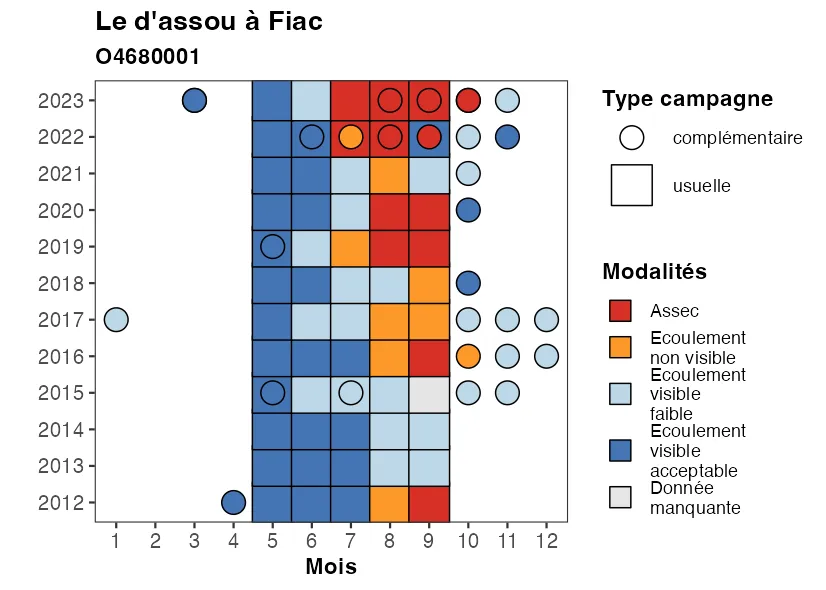 Le d'assou à Fiac
O4680001
2023
2022
2021
2020
2019
2018
2017
2016
2015
2014
2013
2012
1 2 3 4 5 6 7 8 9 10 11 12
Mois
Type campagne
complémentaire
usuelle
Modalités
Assec
Ecoulement
non visible
Ecoulement
visible
faible
Ecoulement
visible
acceptable
Donnée
manquante